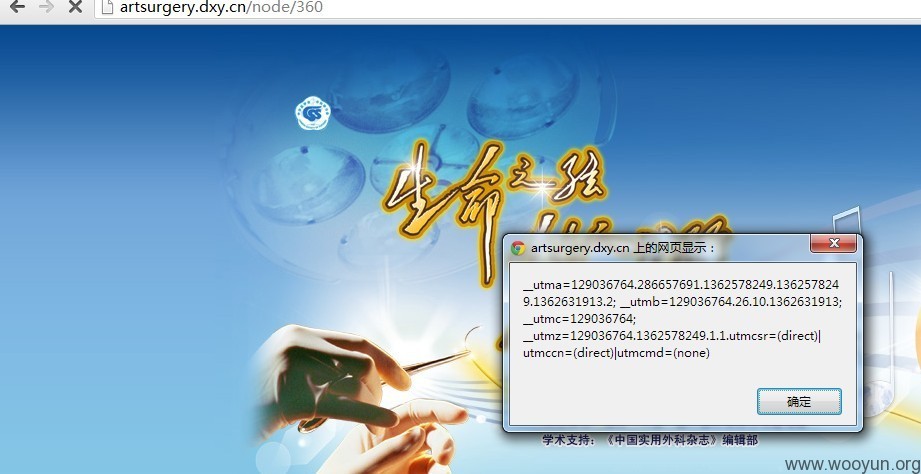 artsurgery.dxy.cn/node/360
生命之弦
artsurgery.dxy.cn 上的网页显示：
__utma=129036764.286657691.1362578249.136257824
9.1362631913.2; __utmb=129036764.26.10.1362631913;
__utmc=129036764;
__utmz=129036764.1362578249.1.1.utmcsr=(direct)|
utmccn=(direct)|utmcmd=(none)
确定
学术支持：《中国实用外科杂志》编辑部
www.wooyun.org